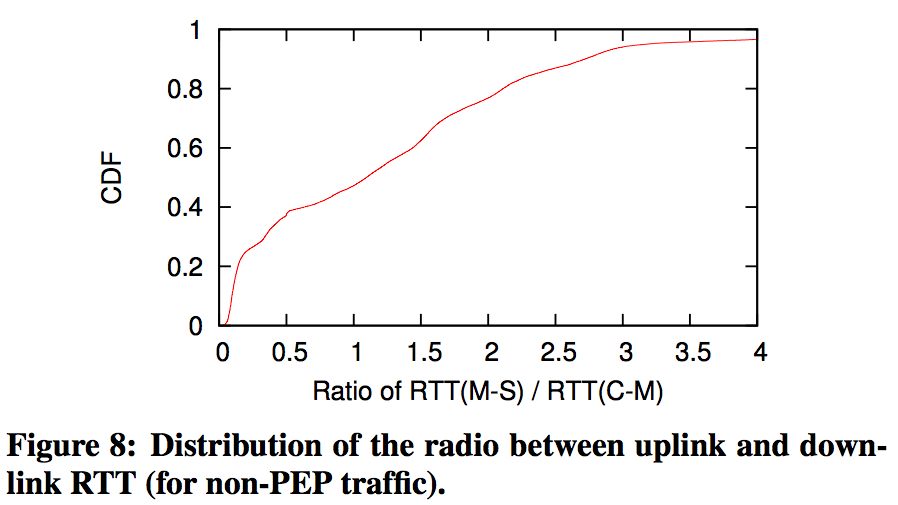 1
0.8
0.6
0.4
0.2
0
CDF
0 0.5 1 1.5 2 2.5 3 3.5 4
Ratio of RTT(M-S) / RTT(C-M)
Figure 8: Distribution of the radio between uplink and down-
link RTT (for non-PEP traffic).